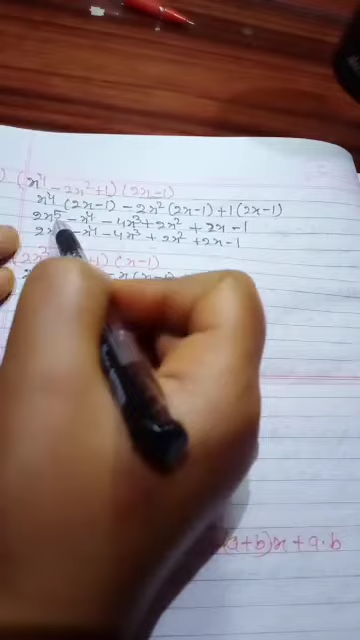 ) (x⁴ - 2x² + 1) (2x - 1)
x⁴ (2x - 1) - 2x² (2x - 1) + 1 (2x - 1)
2x⁵ - x⁴ - 4x³ + 2x² + 2x - 1
- x⁴ - 4x³ + 2x² + 2x - 1
(x - 1)
(a + b)x + a · b